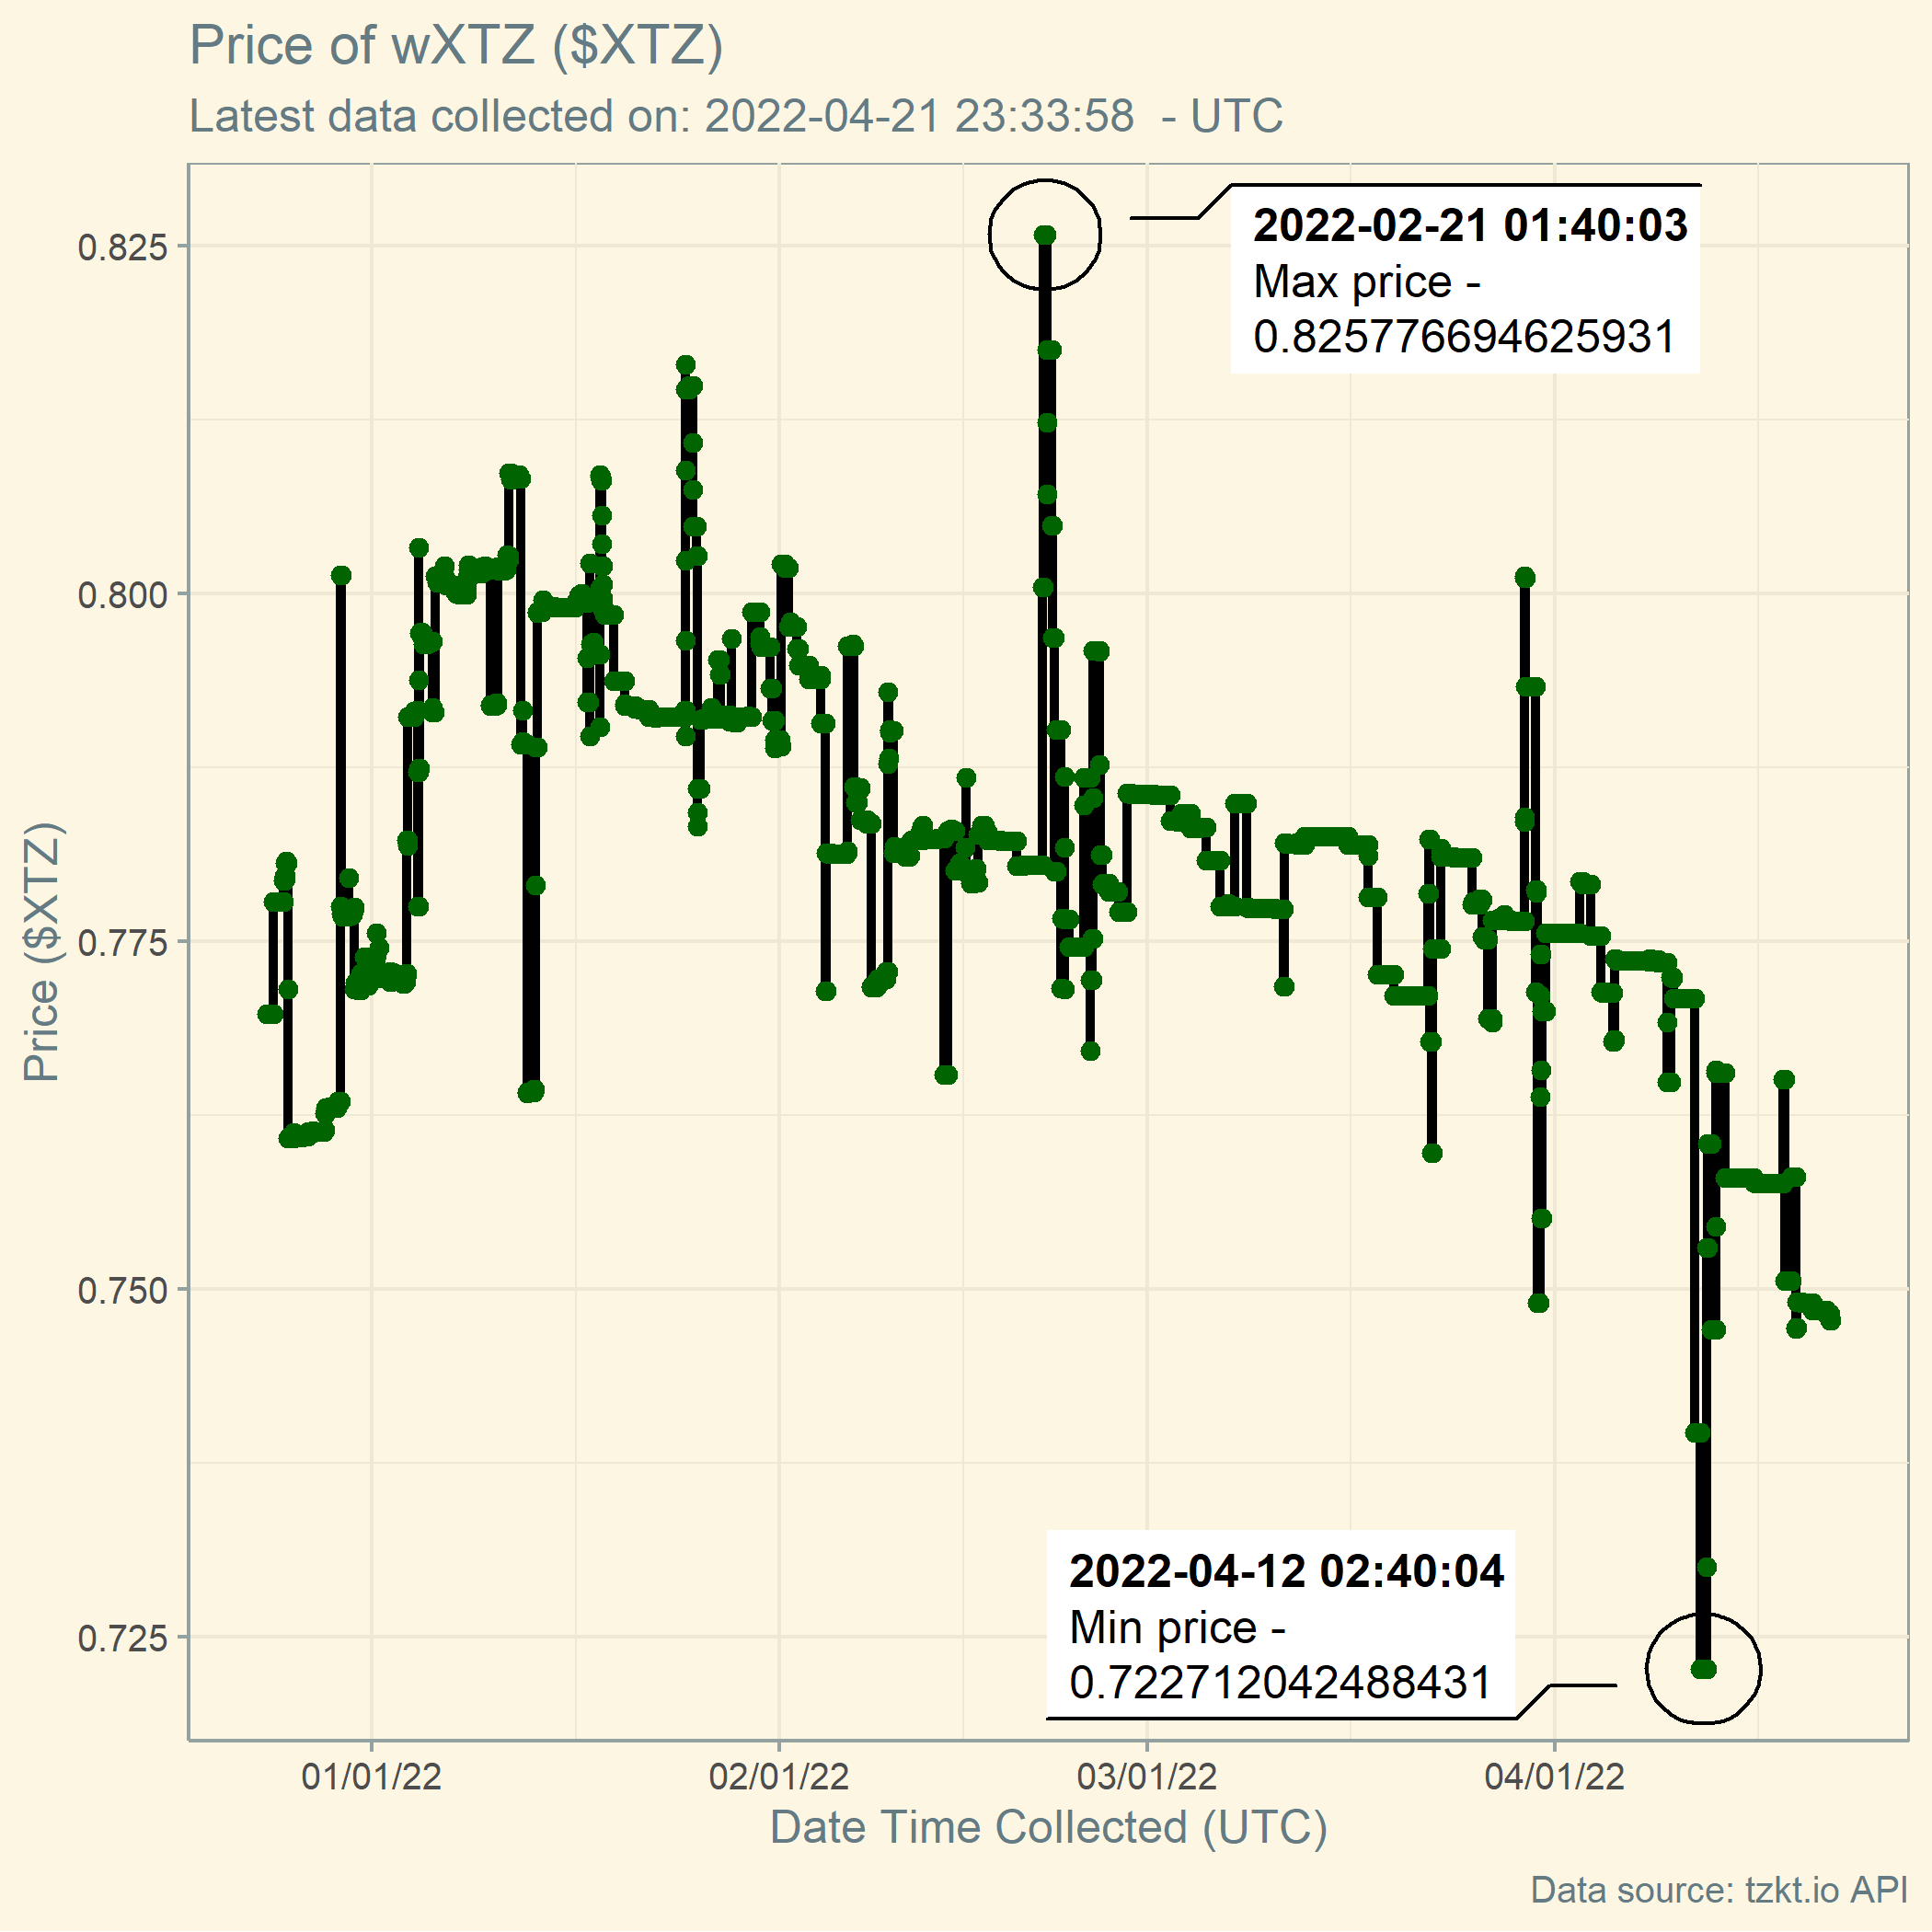 Price of wXTZ ($XTZ)
Latest data collected on: 2022-04-21 23:33:58 - UTC
2022-02-21 01:40:03
Max price -
0.825776694625931
0.825
0.800
0.775
0.750
0.725
Price ($XTZ)
2022-04-12 02:40:04
Min price -
0.722712042488431
01/01/22
02/01/22
03/01/22
04/01/22
Date Time Collected (UTC)
Data source: tzkt.io API